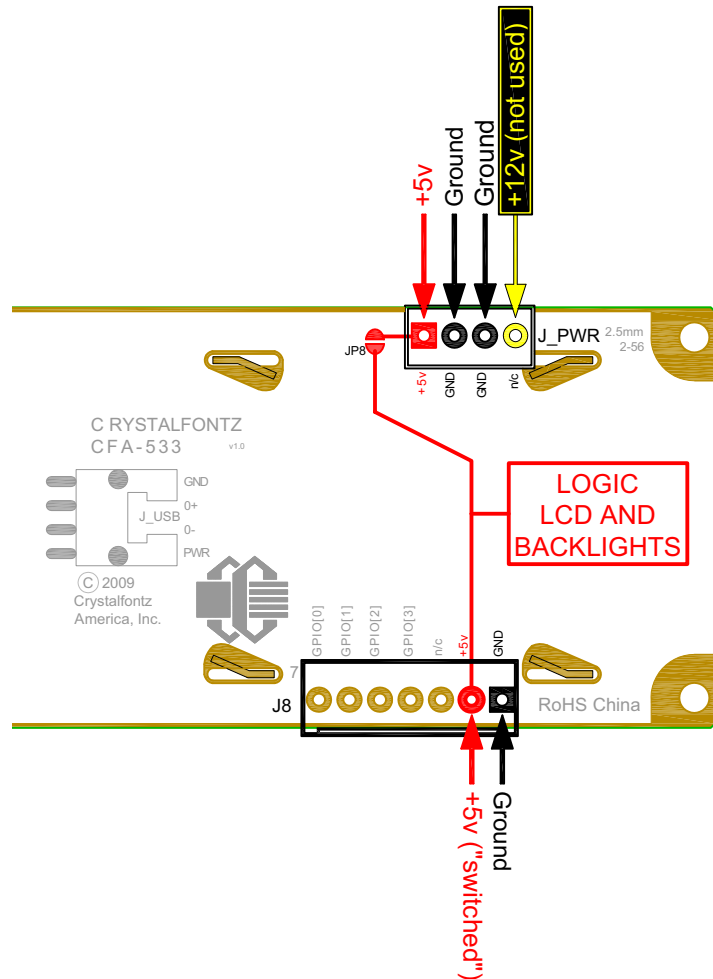 +5v
Ground
Ground
+12v (not used)
JP8
J_PWR
2.5mm
2-56
+5v
GND
GND
n/c
C RYSTALFONTZ
CFA-533
v1.0
GND
0+
J_USB
0-
PWR
LOGIC
LCD AND
BACKLIGHTS
© 2009
Crystalfontz
America, Inc.
GPIO[0]
GPIO[1]
GPIO[2]
GPIO[3]
n/c
+5v
GND
7
J8
RoHS China
+5v ("switched")
Ground